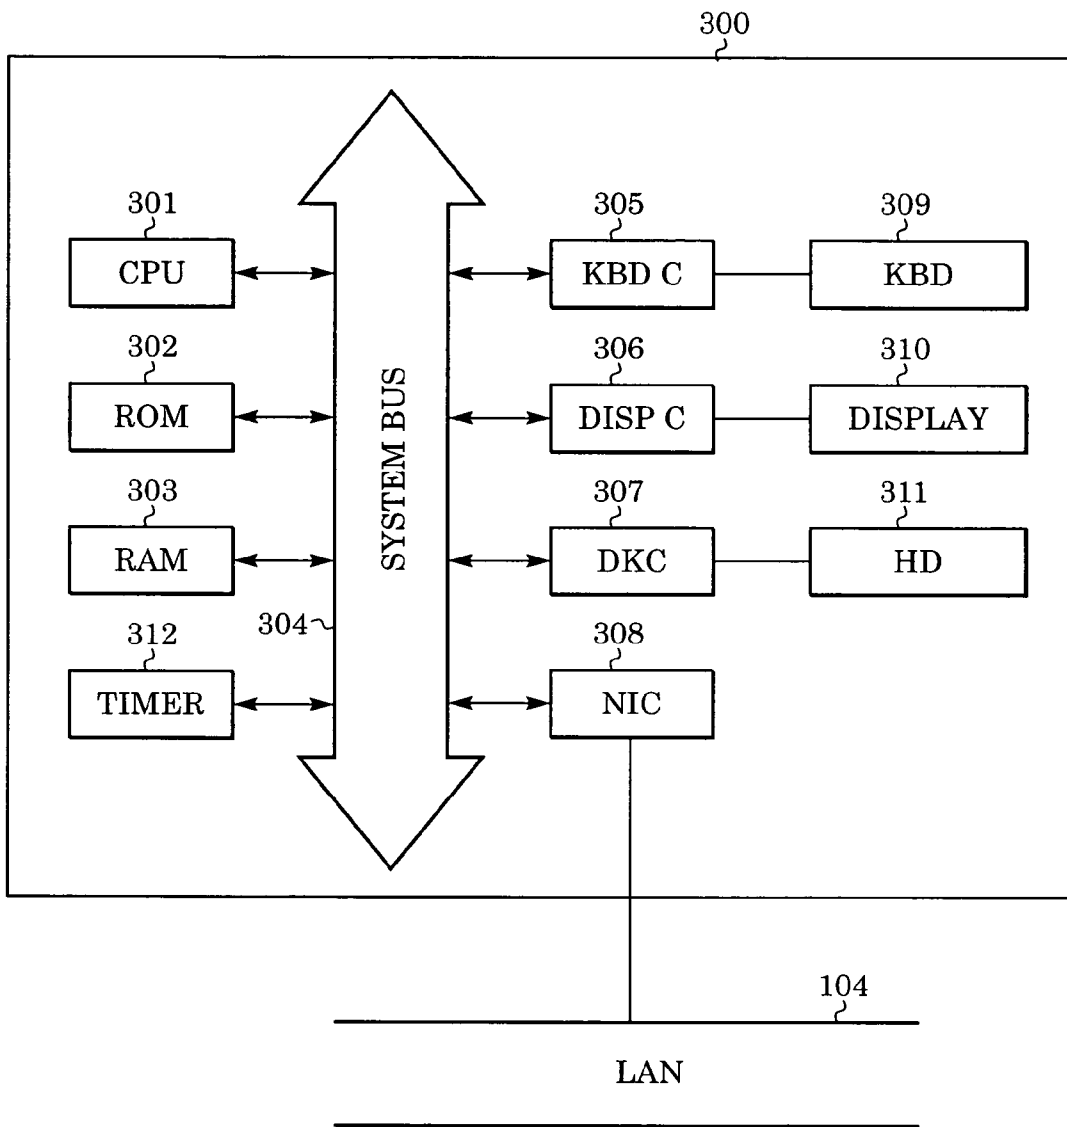 300
301
305
309
CPU
KBD C
KBD
302
306
310
ROM
DISP C
DISPLAY
SYSTEM BUS
303
307
311
RAM
DKC
HD
304
312
308
TIMER
NIC
104
LAN